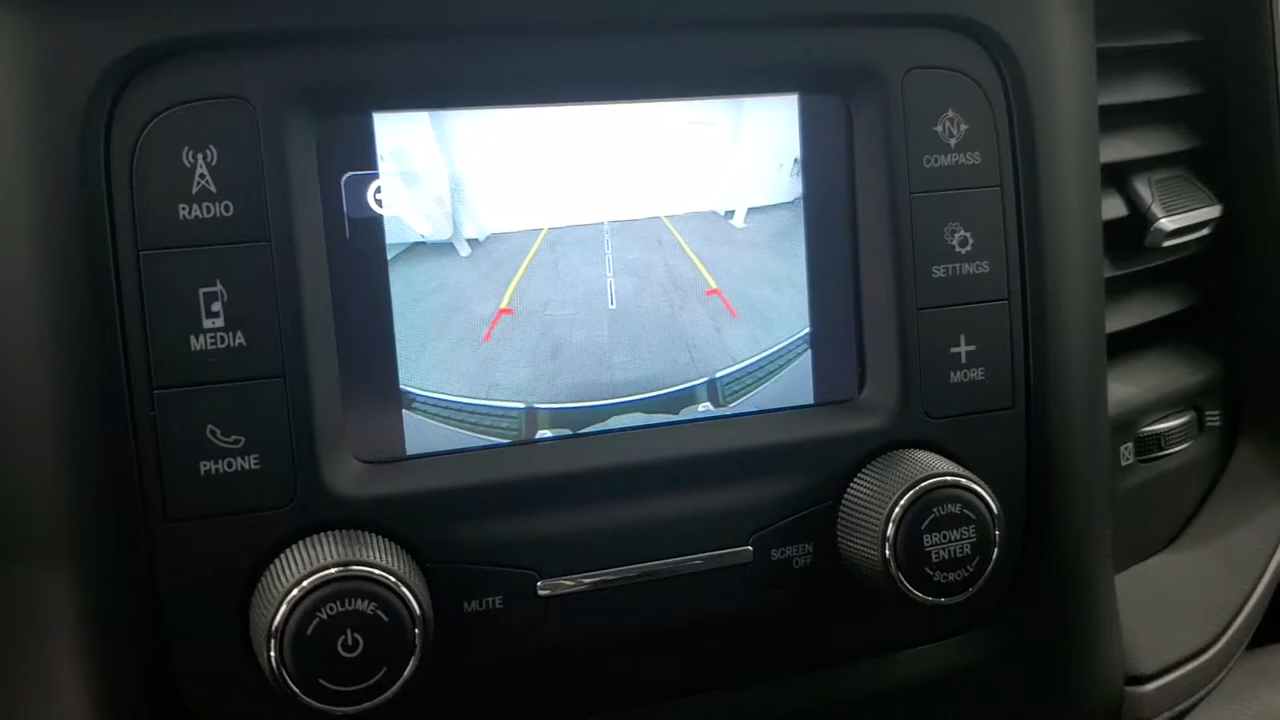 RADIO
MEDIA
PHONE
N
COMPASS
SETTINGS
MORE
VOLUME
MUTE
SCREEN
OFF
TUNE
BROWSE
ENTER
SCROLL